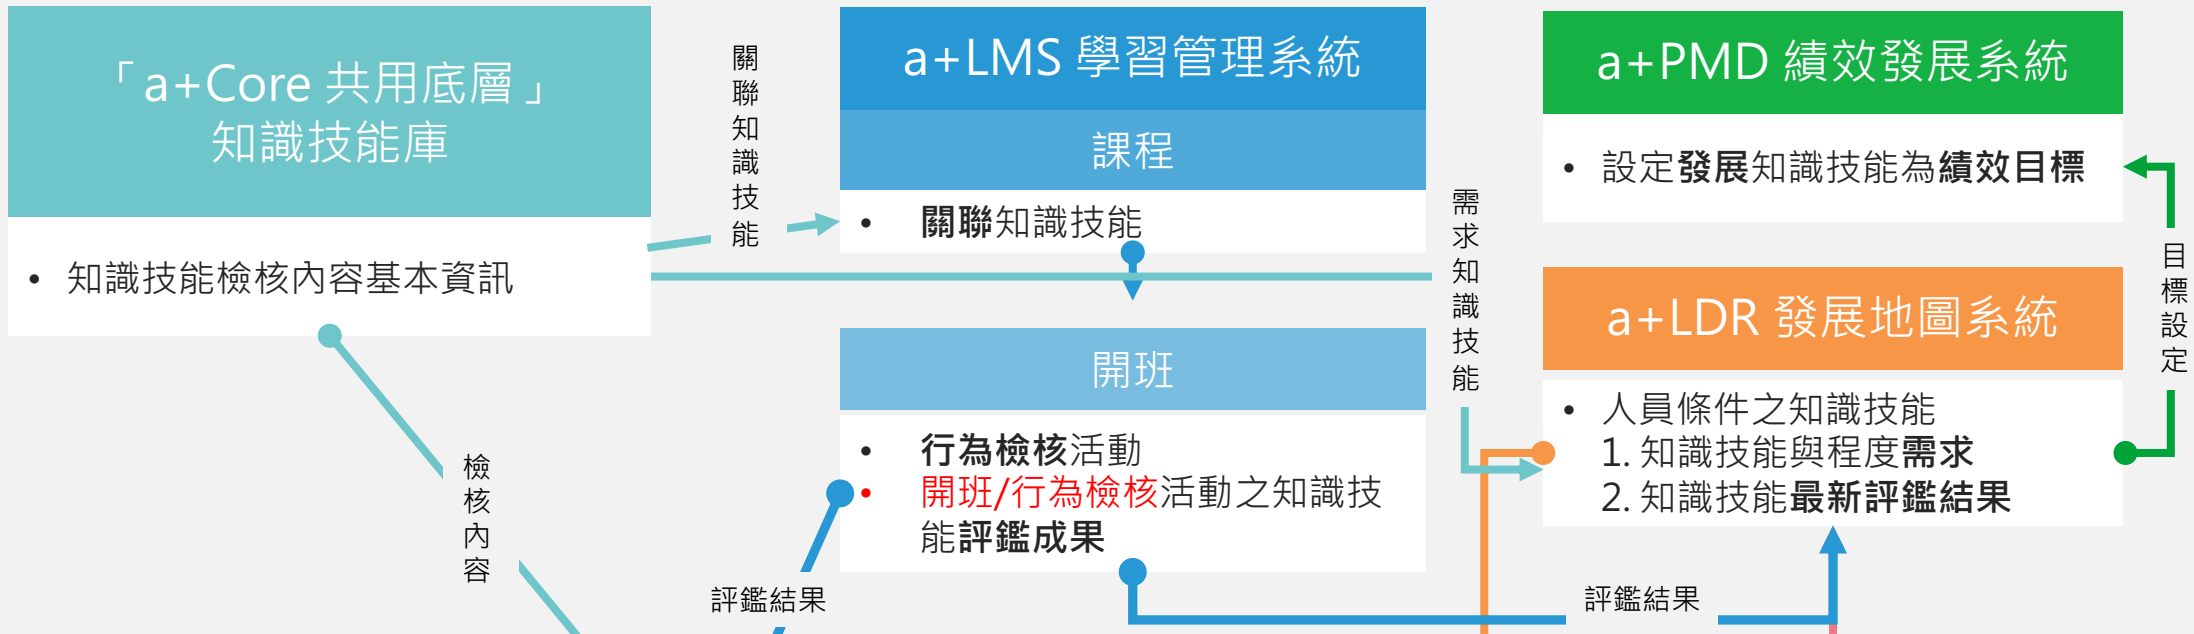 「a+Core 共用底層」
知識技能庫
• 知識技能檢核內容基本資訊
關聯知識技能
檢核內容
a+LMS 學習管理系統
課程
• 關聯知識技能
開班
• 行為檢核活動
• 開班/行為檢核活動之知識技
能評鑑成果
評鑑結果
需求知識技能
a+PMD 績效發展系統
• 設定發展知識技能為績效目標
a+LDR 發展地圖系統
• 人員條件之知識技能
1. 知識技能與程度需求
2. 知識技能最新評鑑結果
目標設定
評鑑結果